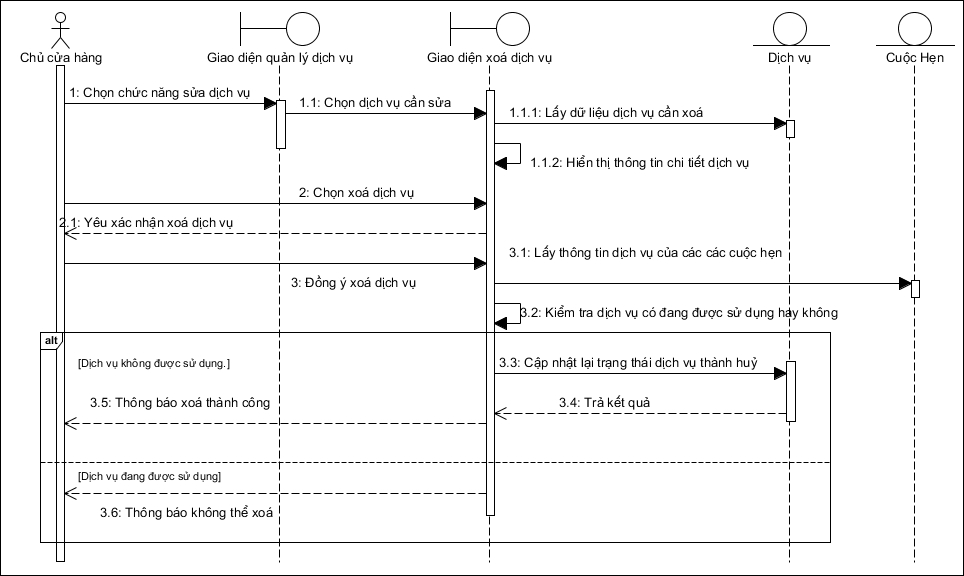 Chủ cửa hàng
Giao diện quản lý dịch vụ
Giao diện xoá dịch vụ
Dịch vụ
Cuộc Hẹn
1: Chọn chức năng sửa dịch vụ
1.1: Chọn dịch vụ cần sửa
1.1.1: Lấy dữ liệu dịch vụ cần xoá
1.1.2: Hiển thị thông tin chi tiết dịch vụ
2: Chọn xoá dịch vụ
2.1: Yêu xác nhận xoá dịch vụ
3.1: Lấy thông tin dịch vụ của các các cuộc hẹn
3: Đồng ý xoá dịch vụ
3.2: Kiểm tra dịch vụ có đang được sử dụng hay không
alt
[Dịch vụ không được sử dụng.]
3.3: Cập nhật lại trạng thái dịch vụ thành huỷ
3.5: Thông báo xoá thành công
3.4: Trả kết quả
[Dịch vụ đang được sử dụng]
3.6: Thông báo không thể xoá